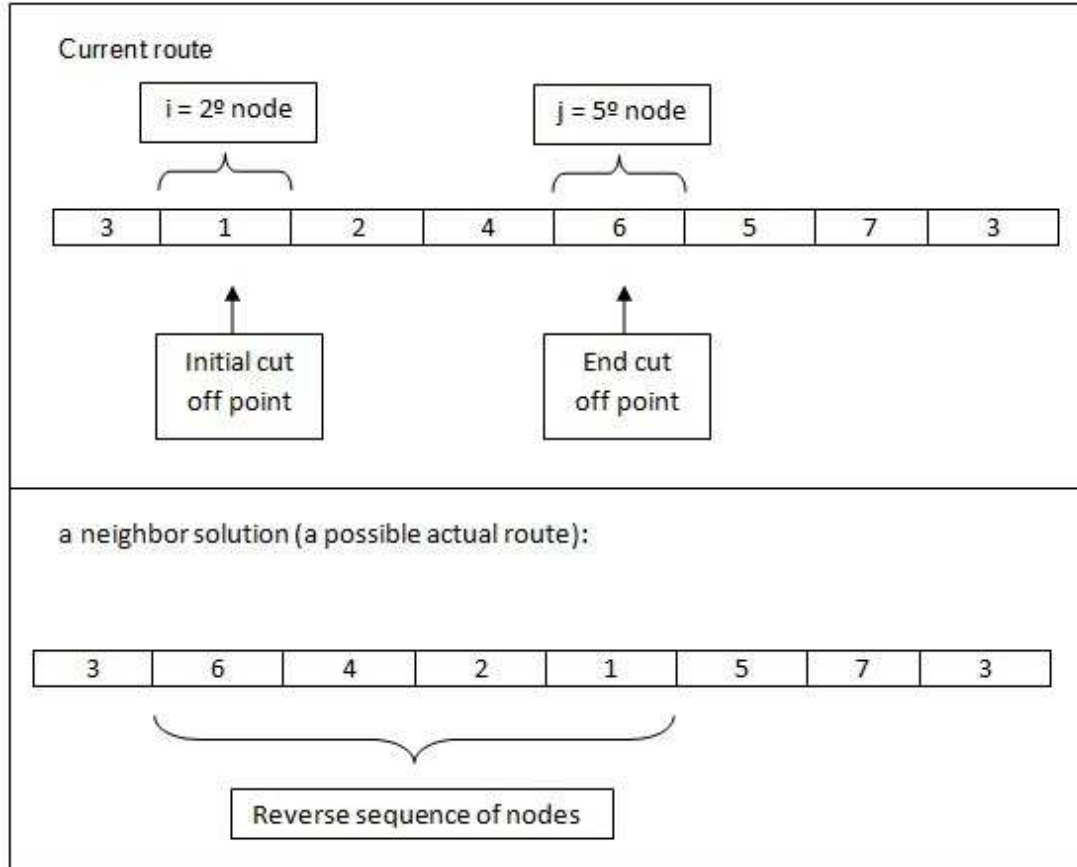 Current route
i = 2º node
j = 5º node
3 1 2 4 6 5 7 3
Initial cut
off point
End cut
off point
a neighbor solution (a possible actual route):
3 6 4 2 1 5 7 3
Reverse sequence of nodes